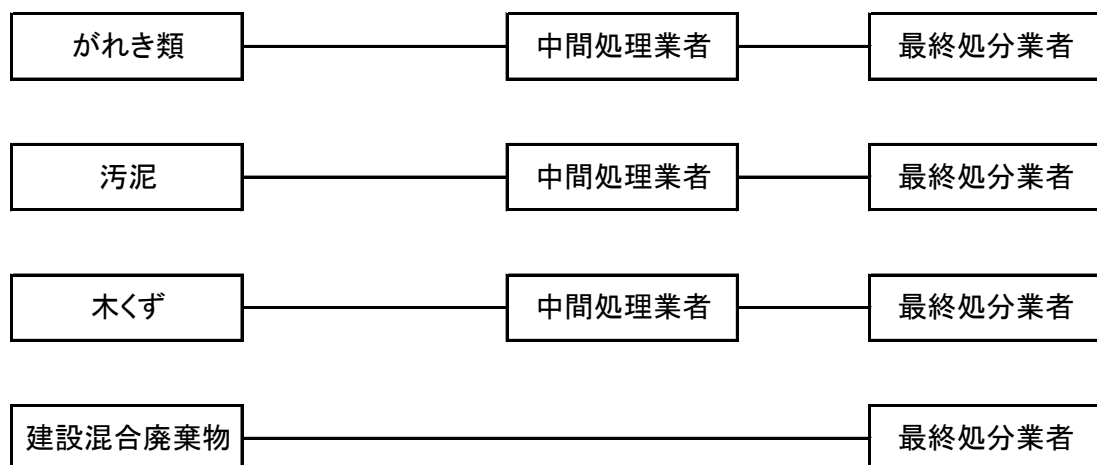 がれき類 中間処理業者 最終処分業者
汚泥 中間処理業者 最終処分業者
木くず 中間処理業者 最終処分業者
建設混合廃棄物 最終処分業者